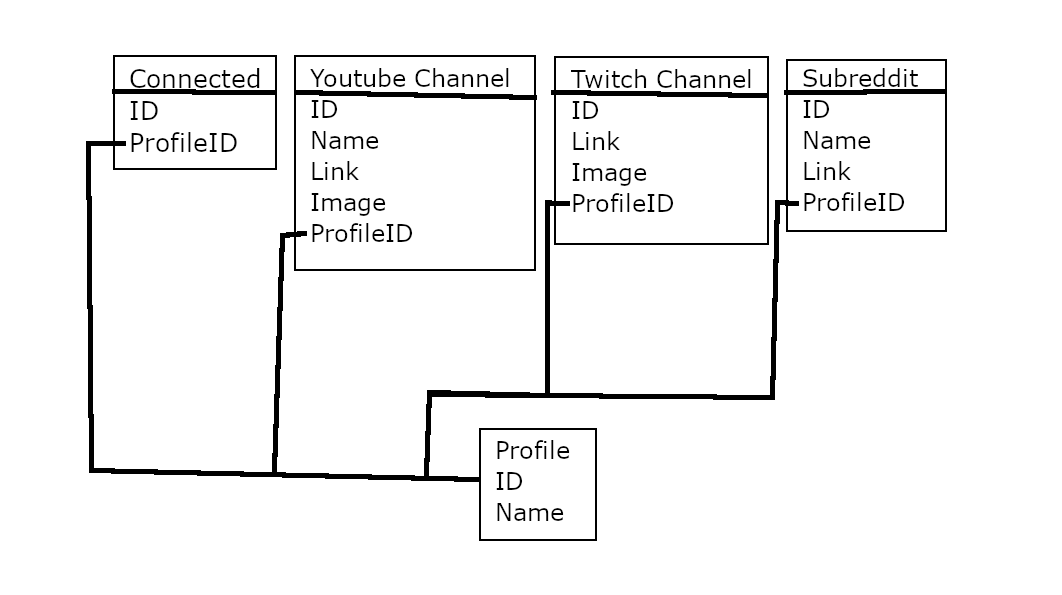 Connected
ID
ProfileID
Youtube Channel
ID
Name
Link
Image
ProfileID
Twitch Channel
ID
Link
Image
ProfileID
Subreddit
ID
Name
Link
ProfileID
Profile
ID
Name